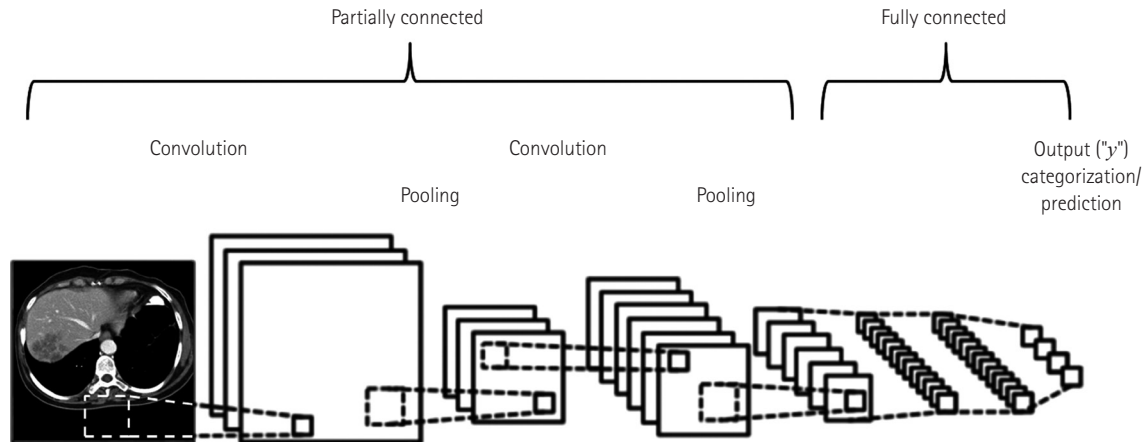 Partially connected
Fully connected
Convolution
Convolution
Output ("y")
categorization/
prediction
Pooling
Pooling